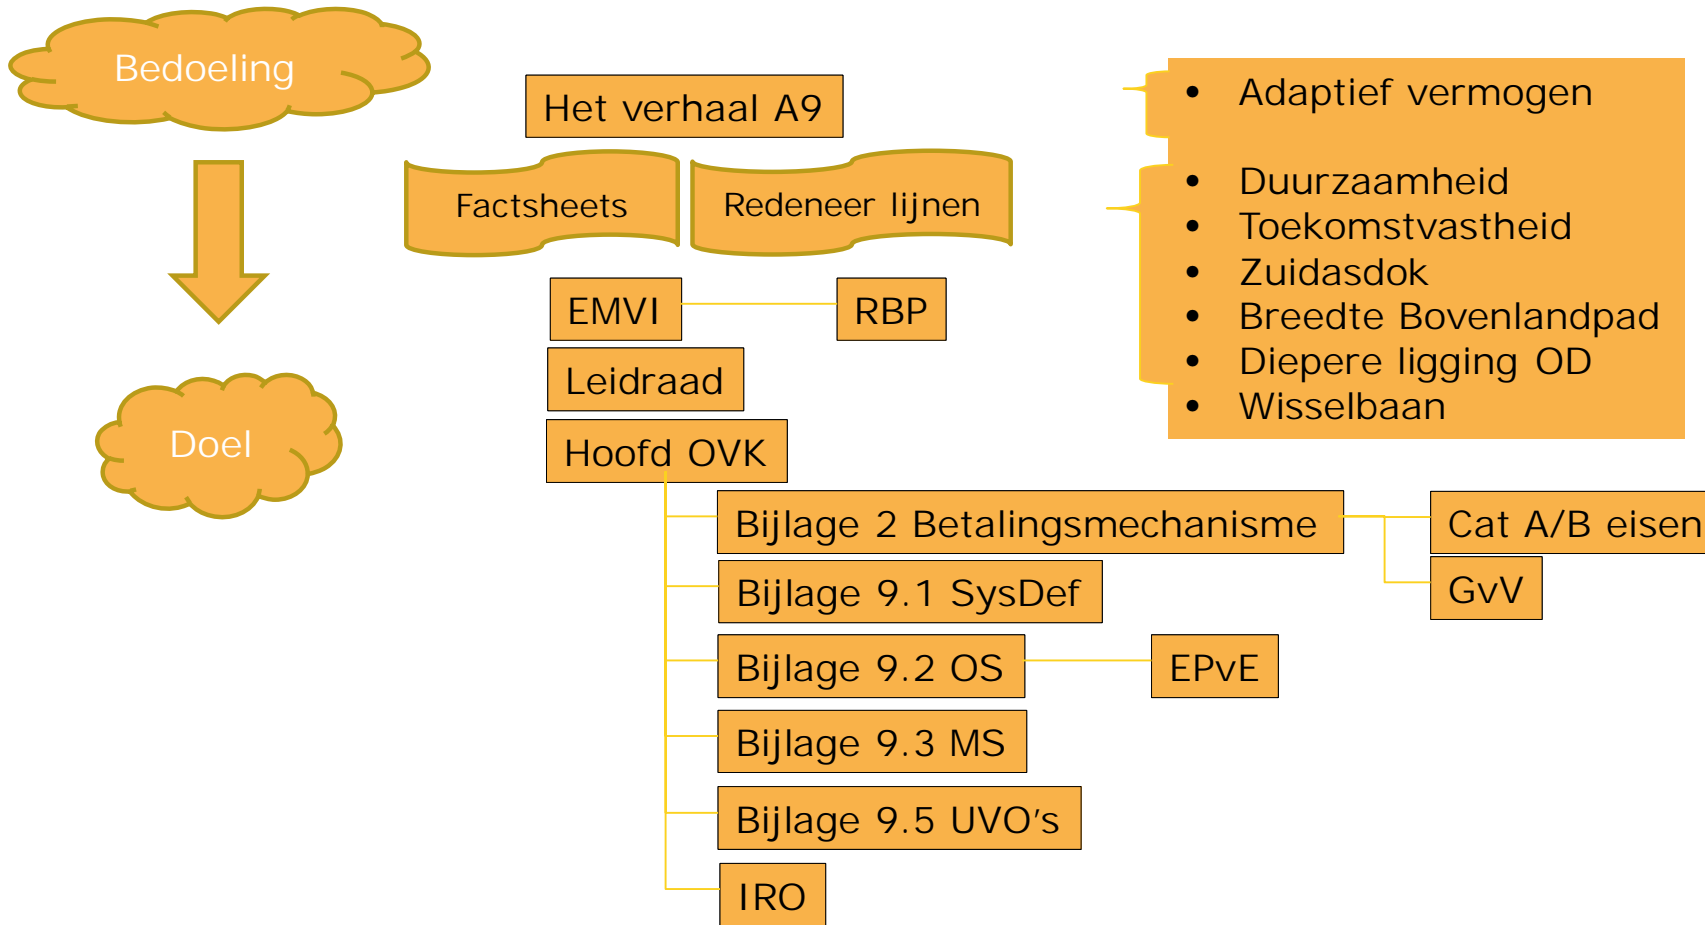 Bedoeling
Het verhaal A9
Factsheets
Redeneer lijnen
EMVI
RBP
Leidraad
Doel
Hoofd OVK
• Adaptief vermogen
• Duurzaamheid
• Toekomstvastheid
• Zuidasdok
• Breedte Bovenlandpad
• Diepere ligging OD
• Wisselbaan
Bijlage 2 Betalingsmechanisme
Cat A/B eisen
GvV
Bijlage 9.1 SysDef
Bijlage 9.2 OS
EPvE
Bijlage 9.3 MS
Bijlage 9.5 UVO's
IRO